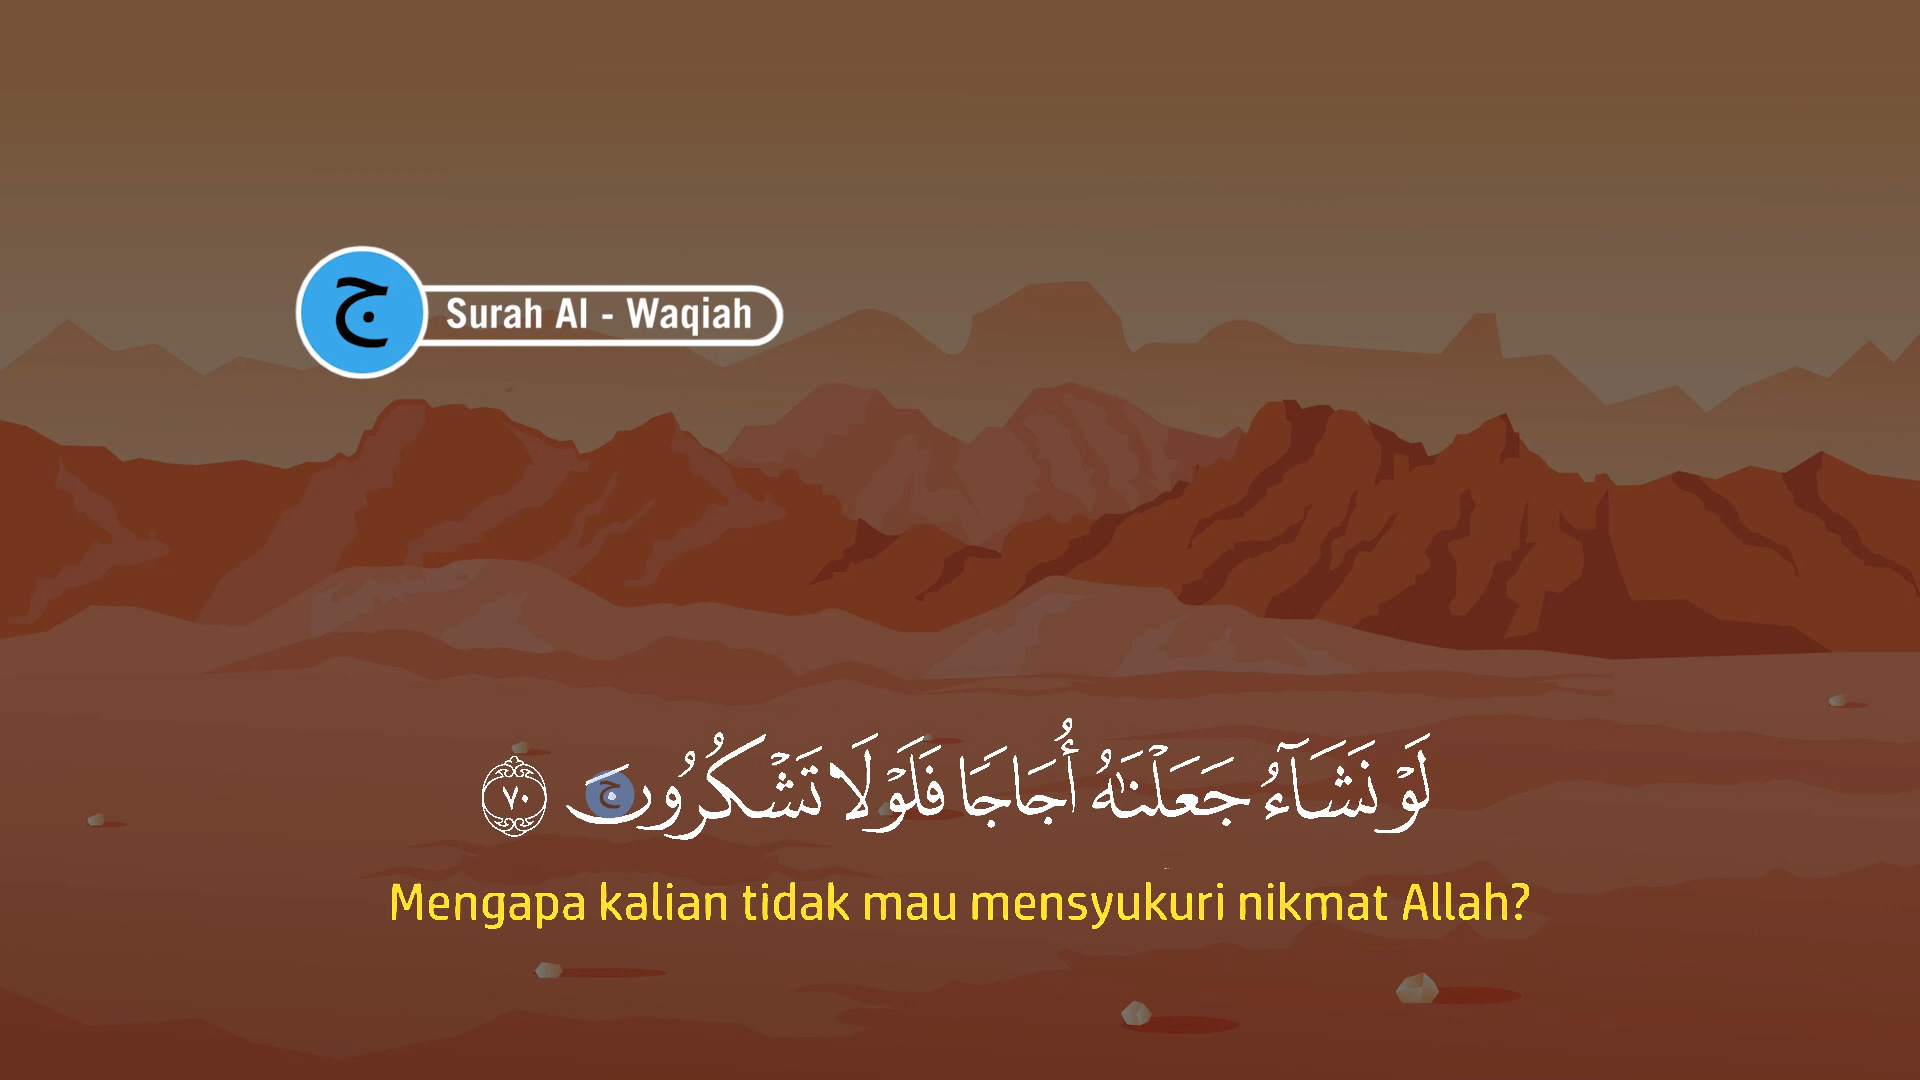 ج
Surah Al - Waqiah
لَوْ نَشَآءُ جَعَلْنَٰهُ أُجَاجًا فَلَوْلَا تَشْكُرُونَ ج ٧٠
Mengapa kalian tidak mau mensyukuri nikmat Allah?